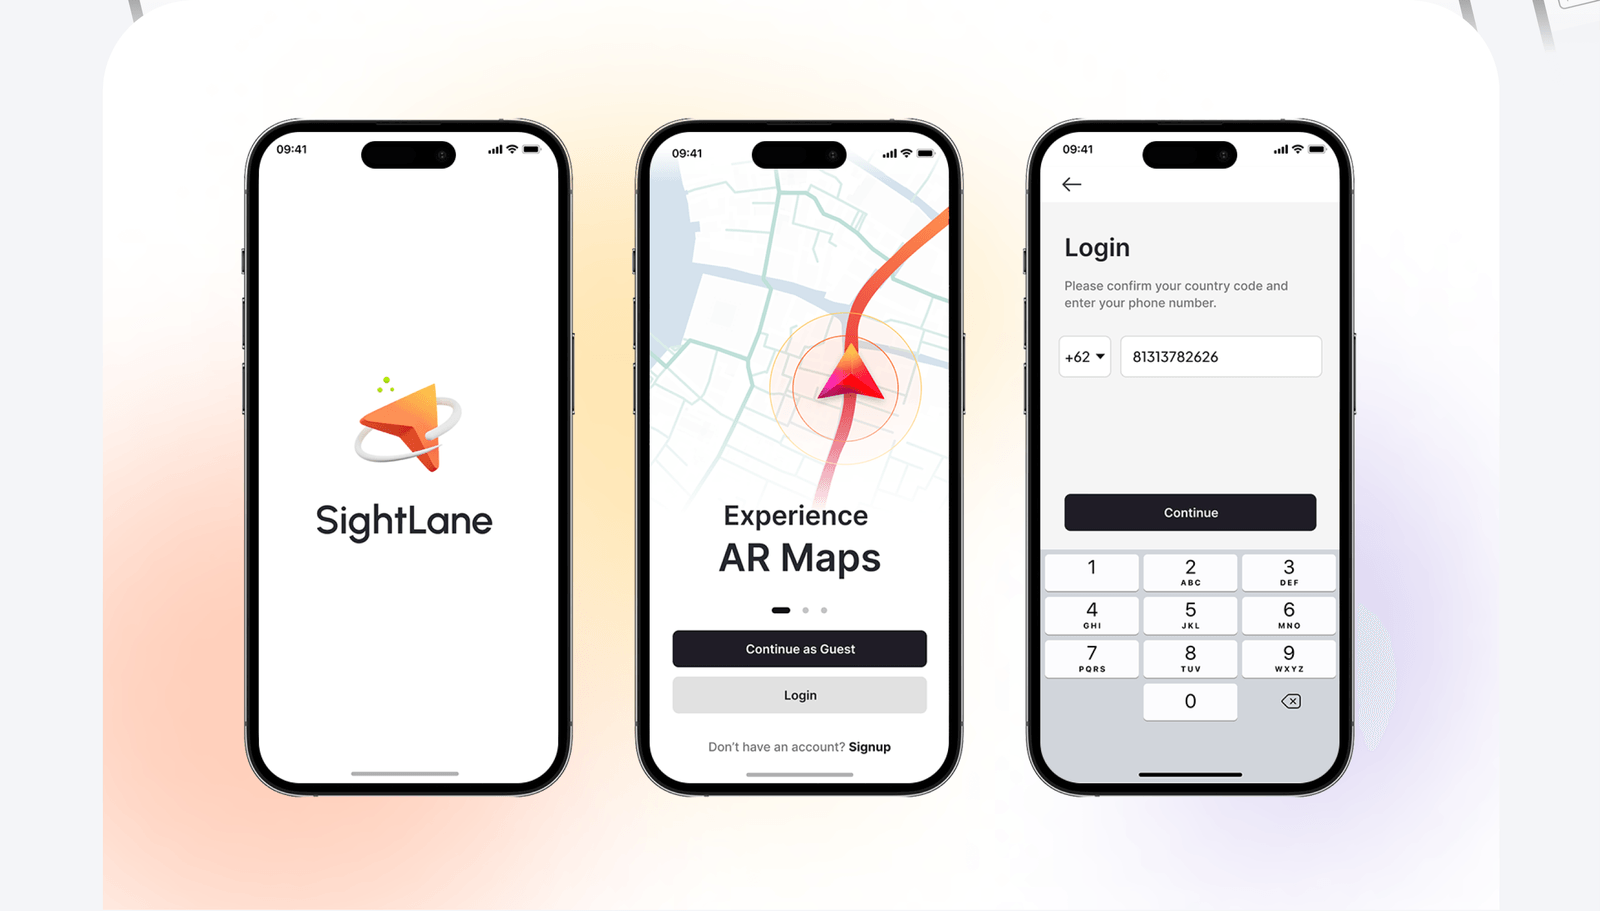 09:41
SightLane
09:41
Experience
AR Maps
Continue as Guest
Login
Don't have an account? Signup
09:41
Login
Please confirm your country code and
enter your phone number.
+62
81313782626
Continue
1
2
ABC
3
DEF
4
GHI
5
JKL
6
MNO
7
PQRS
8
TUV
9
WXYZ
0